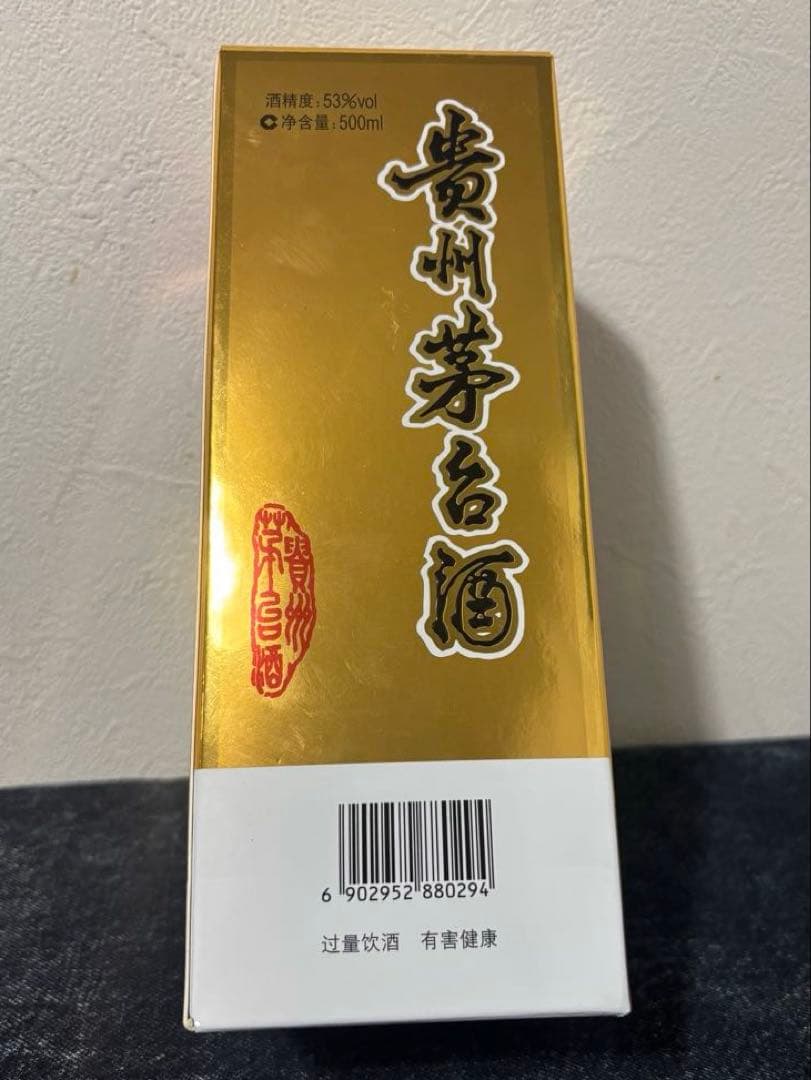 酒精度:53%vol
净含量:500ml
贵州茅台酒
貴州
茅台酒
6 902952 880294
过量饮酒 有害健康